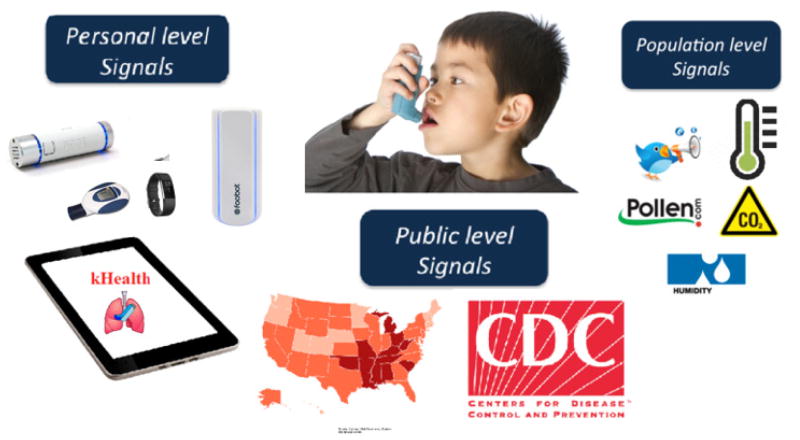 Personal level
Signals
Population level
Signals
foobot
Pollen.com
CO₂
Public level
Signals
HUMIDITY
kHealth
CDC
CENTERS FOR DISEASE
CONTROL AND PREVENTION